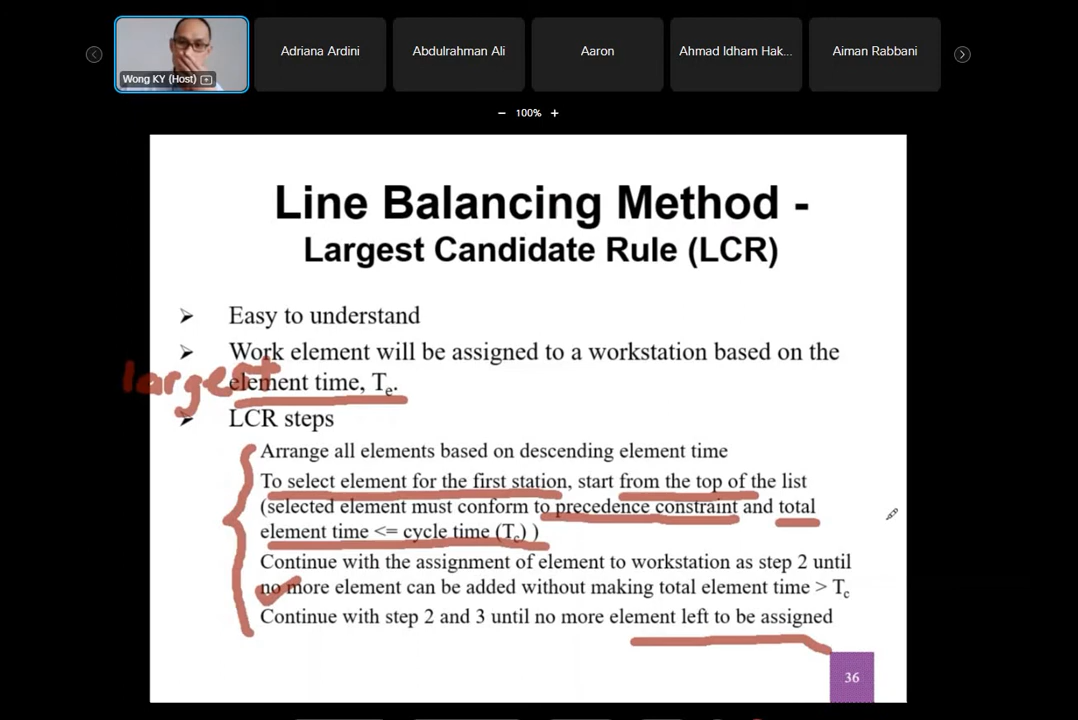 Wong KY (Host)
Adriana Ardini
Abdulrahman Ali
Aaron
Ahmad Idham Hak...
Aiman Rabbani
− 100% +
Line Balancing Method -
Largest Candidate Rule (LCR)
➢ Easy to understand
➢ Work element will be assigned to a workstation based on the
largest
element time, Te.
➢ LCR steps
Arrange all elements based on descending element time
To select element for the first station, start from the top of the list
(selected element must conform to precedence constraint and total
element time <= cycle time (Tc) )
Continue with the assignment of element to workstation as step 2 until
no more element can be added without making total element time > Tc
Continue with step 2 and 3 until no more element left to be assigned
36